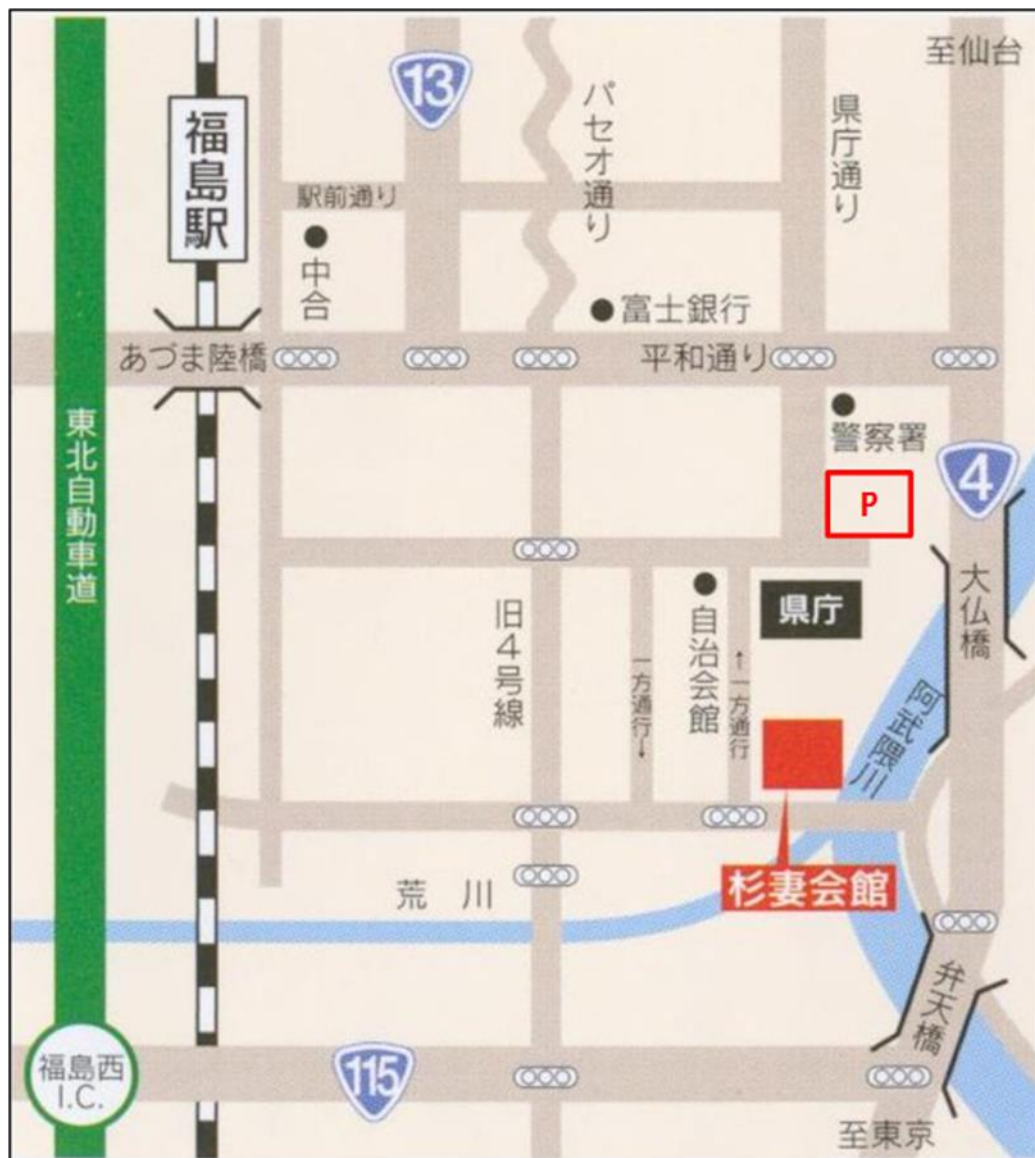 至仙台
13
パセオ通り
県庁通り
福島駅
駅前通り
中合
富士銀行
あづま陸橋
平和通り
警察署
東北自動車道
4
P
大仏橋
県庁
旧4号線
自治会館
一方通行→
←一方通行
阿武隈川
杉妻会館
荒川
弁天橋
福島西
I.C.
115
至東京